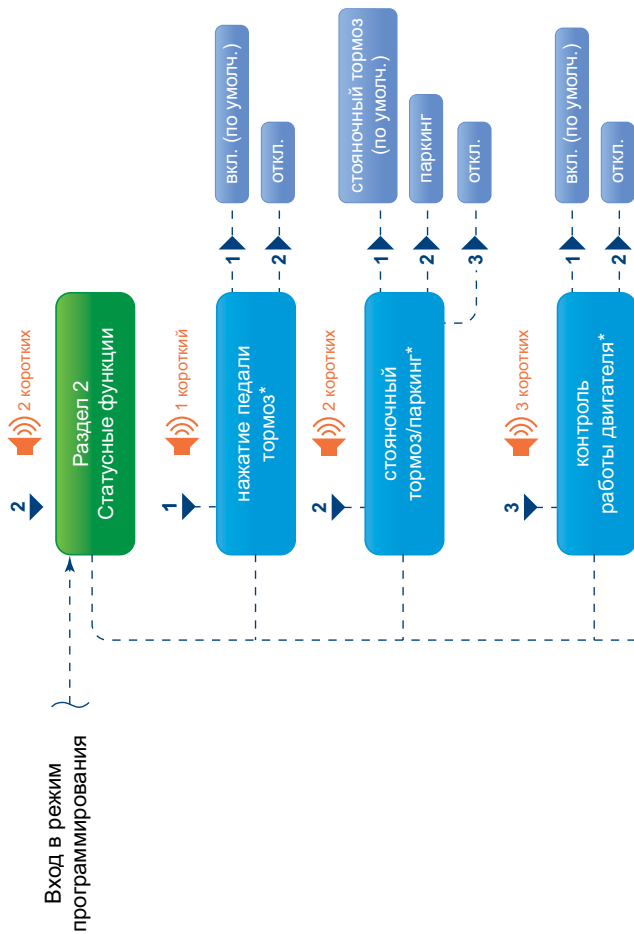 Вход в режим
программирования
2
2 коротких
Раздел 2
Статусные функции
1
1 короткий
нажатие педали
тормоз*
1
вкл. (по умолч.)
2
откл.
2
2 коротких
стояночный
тормоз/паркинг*
1
стояночный тормоз
(по умолч.)
2
паркинг
3
откл.
3
3 коротких
контроль
работы двигателя*
1
вкл. (по умолч.)
2
откл.